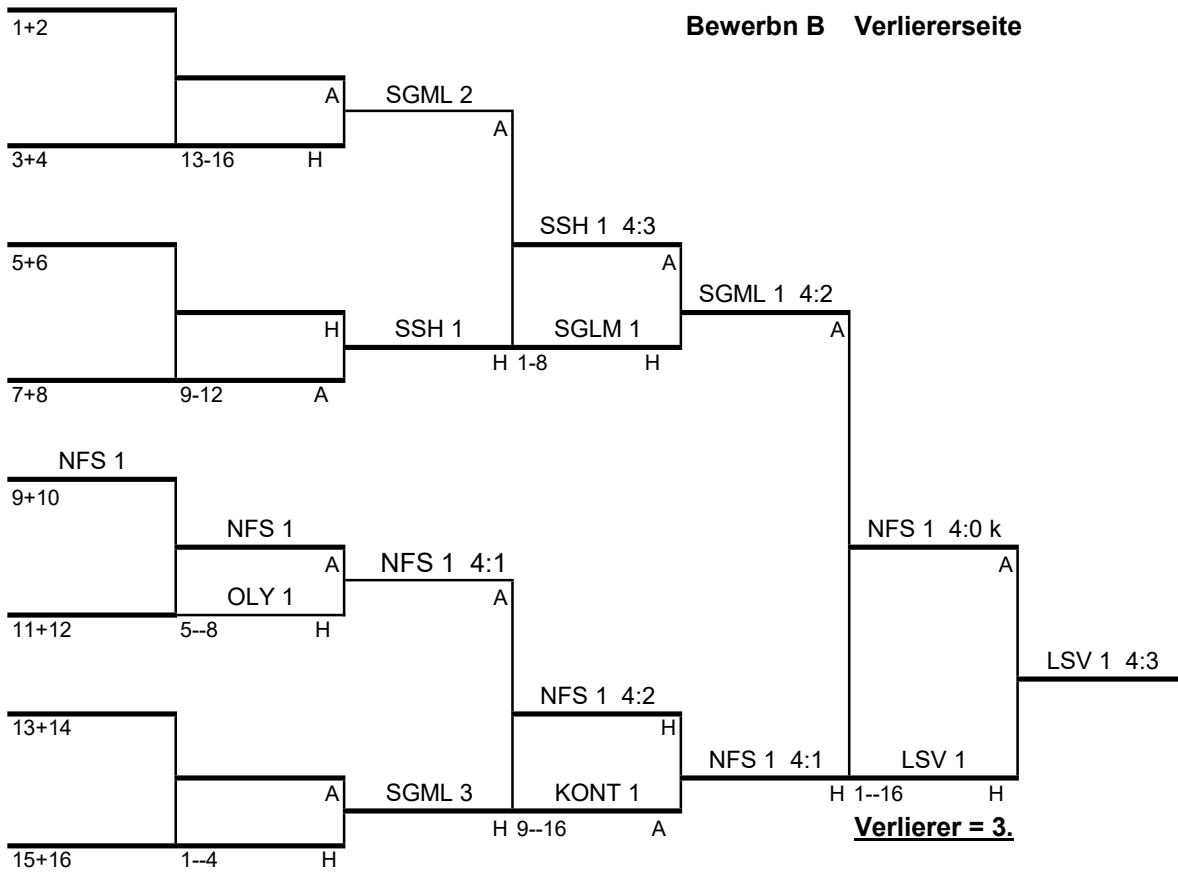 1+2
Bewerbn B Verliererseite
A
SGML 2
A
3+4
13-16
H
SSH 1 4:3
5+6
A
SGML 1 4:2
H
SSH 1
SGLM 1
A
H
1-8
H
7+8
9-12
A
NFS 1
9+10
NFS 1
NFS 1 4:0 k
A
NFS 1 4:1
A
OLY 1
A
11+12
5--8
H
LSV 1 4:3
NFS 1 4:2
13+14
H
NFS 1 4:1
LSV 1
A
SGML 3
KONT 1
H
1--16
H
H
9--16
A
Verlierer = 3.
15+16
1--4
H